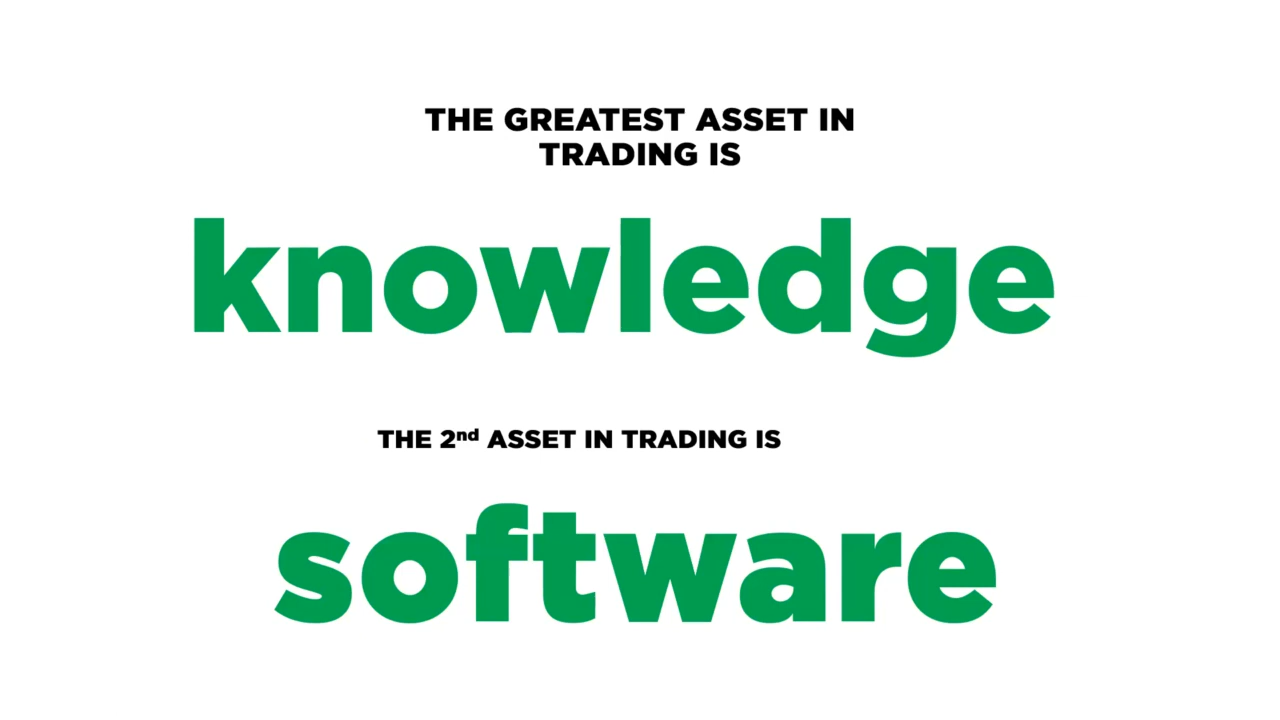 THE GREATEST ASSET IN
TRADING IS
knowledge
THE 2nd ASSET IN TRADING IS
software